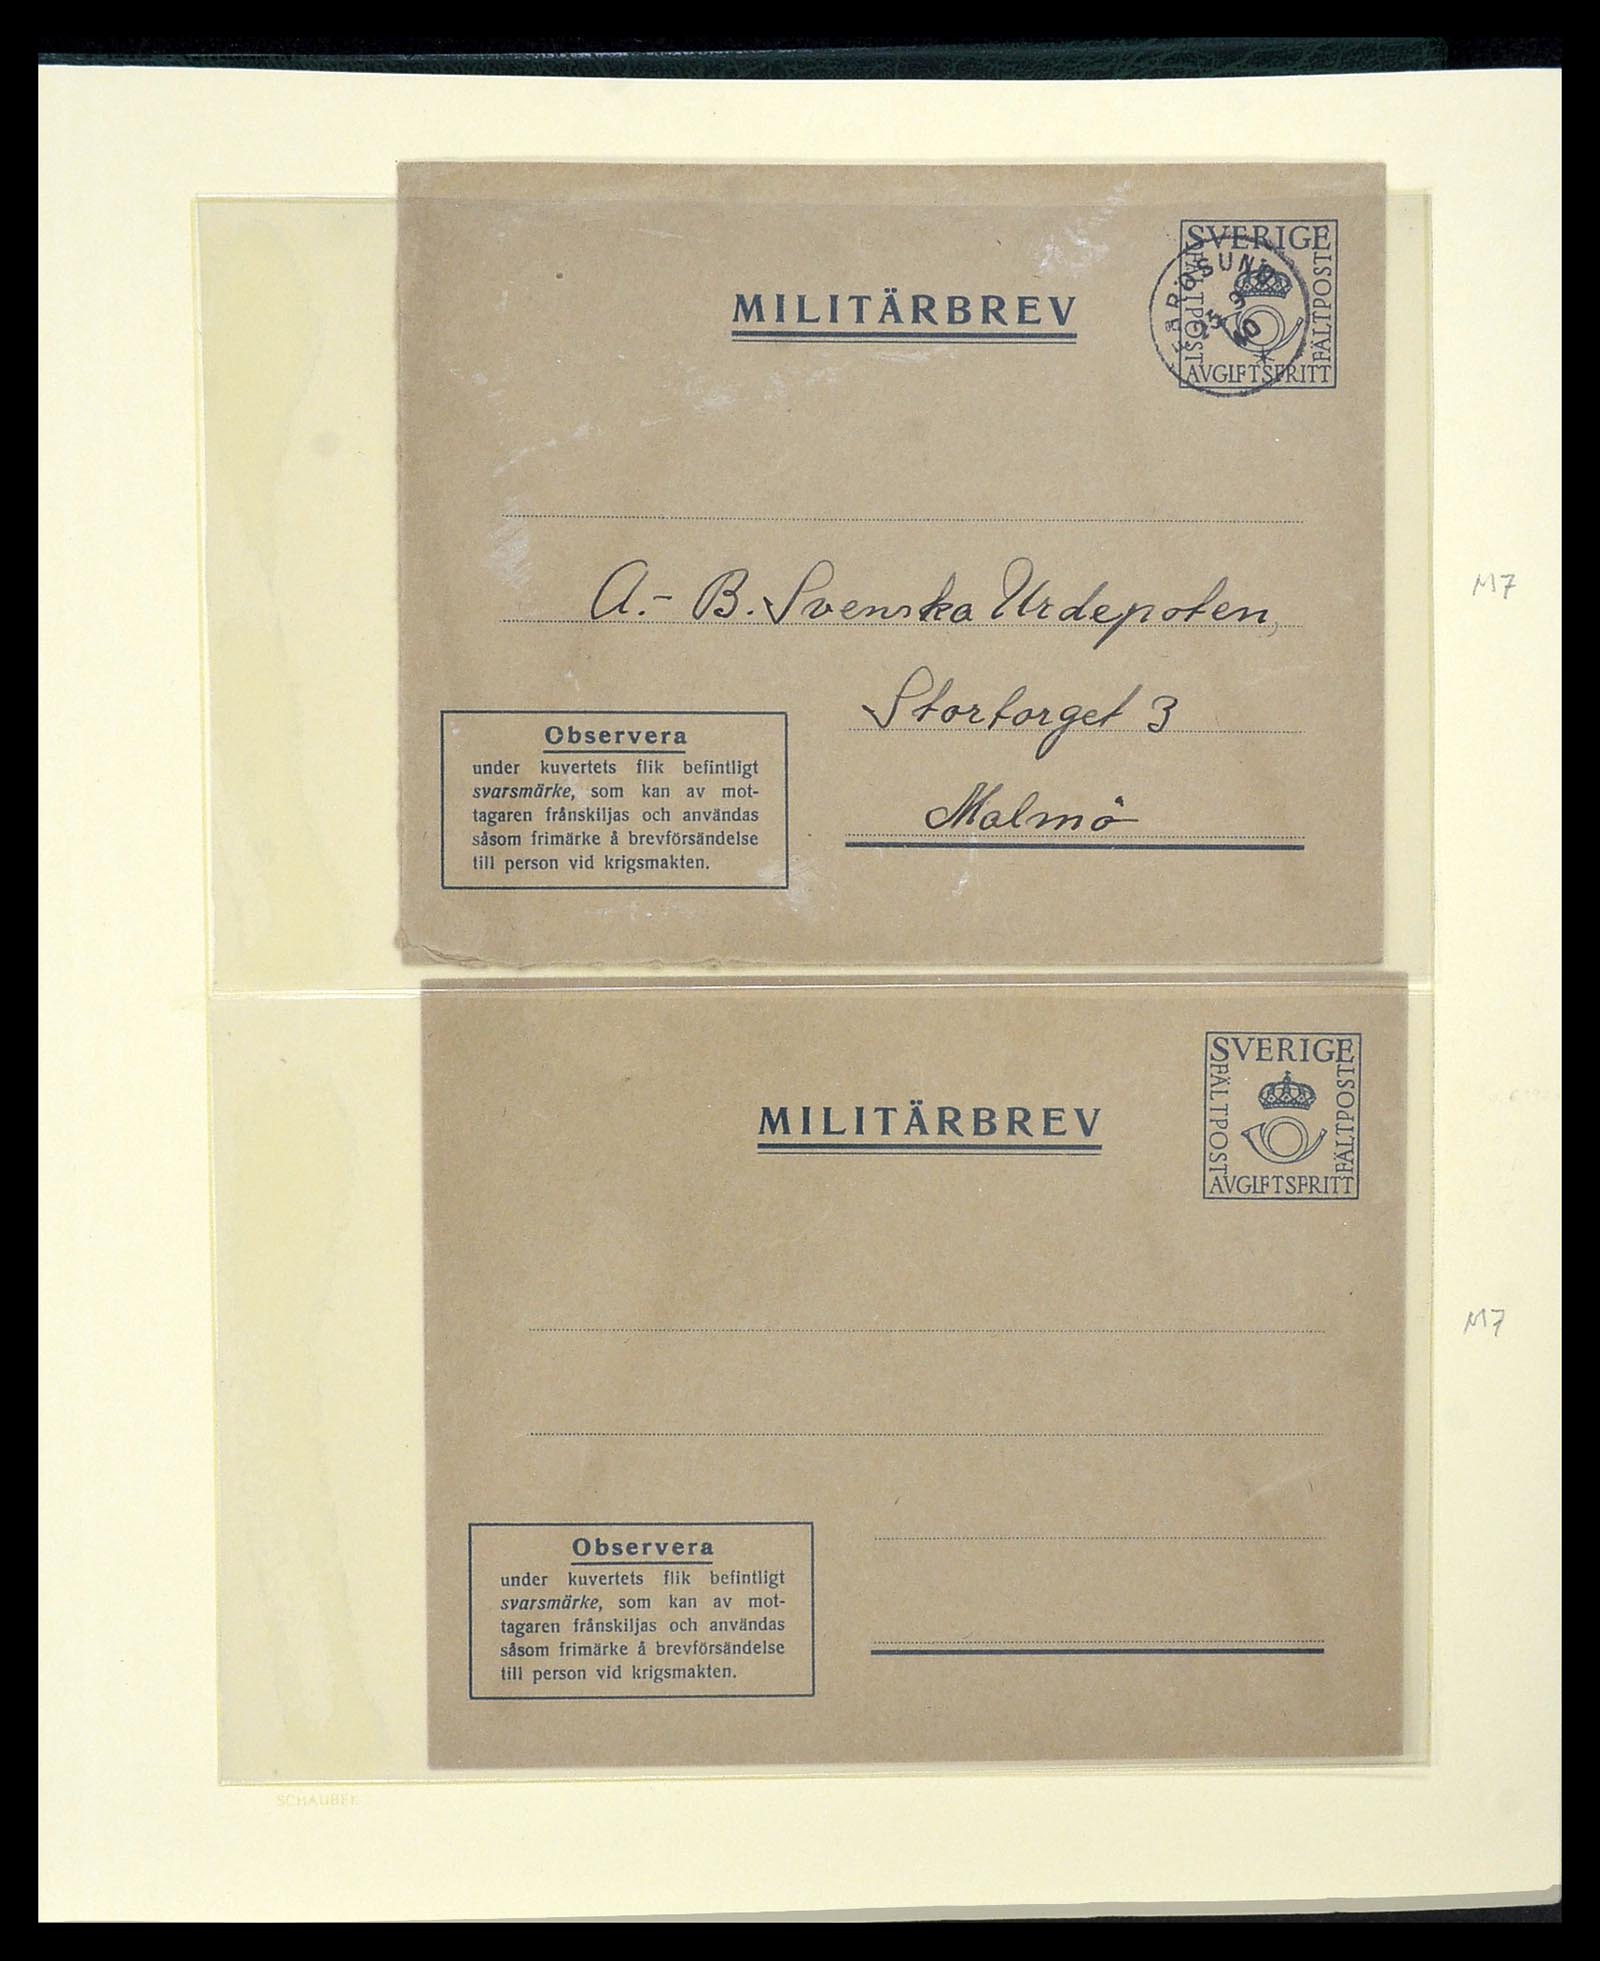 SVERIGE
FÄLTPOST
FÄLTPOST
AVGIFTSFRITT
FÅRÖSUND
MILITÄRBREV
A.-B. Svenska Urdepoten,
Stortorget 3
Malmö
Observera
under kuvertets flik befintligt
svarsmärke, som kan av mot-
tagaren frånskiljas och användas
såsom frimärke å brevförsändelse
till person vid krigsmakten.
M7
SVERIGE
FÄLTPOST
FÄLTPOST
AVGIFTSFRITT
MILITÄRBREV
Observera
under kuvertets flik befintligt
svarsmärke, som kan av mot-
tagaren frånskiljas och användas
såsom frimärke å brevförsändelse
till person vid krigsmakten.
M7
SCHAUBEK